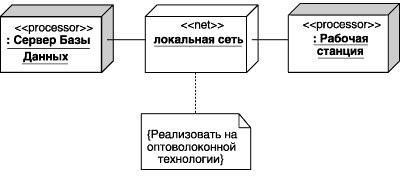 <<processor>>
: Сервер Базы
Данных
<<net>>
локальная сеть
<<processor>>
: Рабочая
станция
{Реализовать на
оптоволоконной
технологии}